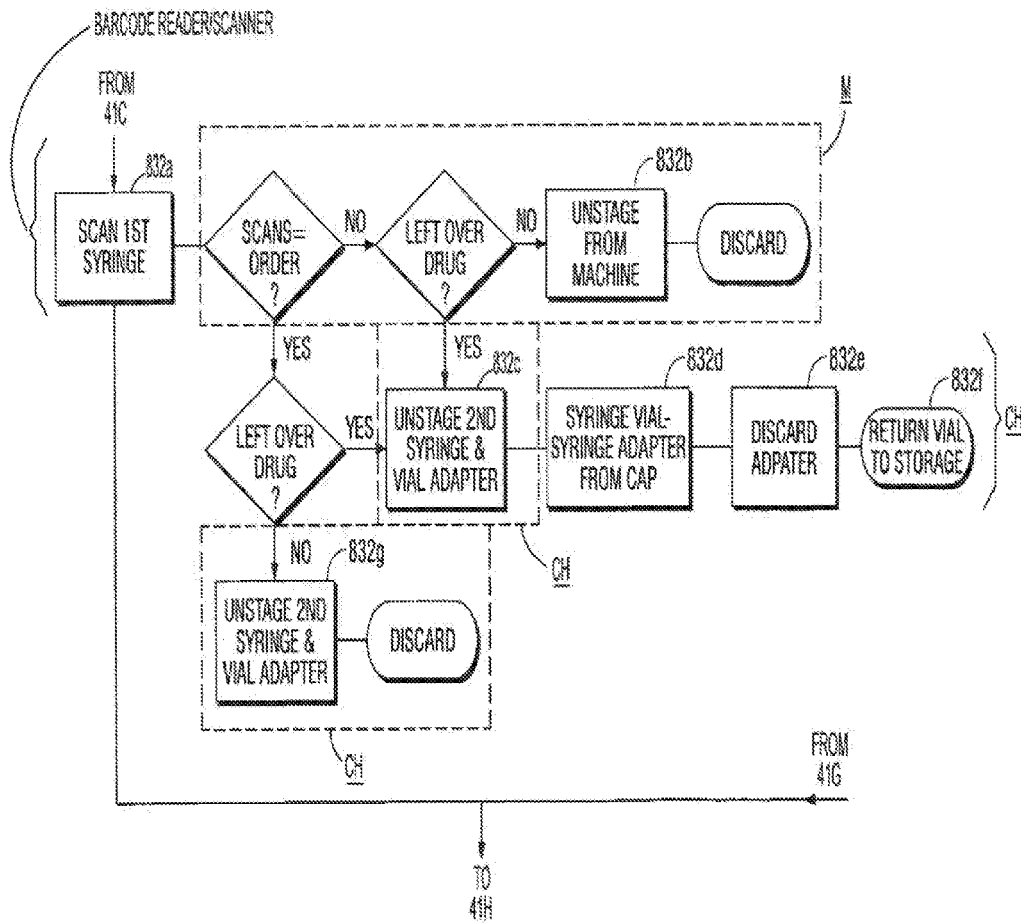 BARCODE READER/SCANNER
FROM
41C
832a
SCAN 1ST
SYRINGE
M
SCANS=
ORDER
?
NO
LEFT OVER
DRUG
?
NO
832b
UNSTAGE
FROM
MACHINE
DISCARD
YES
YES
LEFT OVER
DRUG
?
YES
832c
UNSTAGE 2ND
SYRINGE &
VIAL ADAPTER
832d
SYRINGE VIAL-
SYRINGE ADAPTER
FROM CAP
832e
DISCARD
ADPATER
832f
RETURN VIAL
TO STORAGE
CH
CH
NO
832g
UNSTAGE 2ND
SYRINGE &
VIAL ADAPTER
DISCARD
CH
FROM
41G
TO
41H